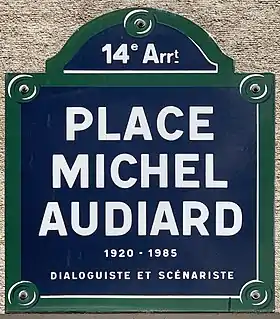 14e Arrt
PLACE
MICHEL
AUDIARD
1920 - 1985
DIALOGUISTE ET SCÉNARISTE